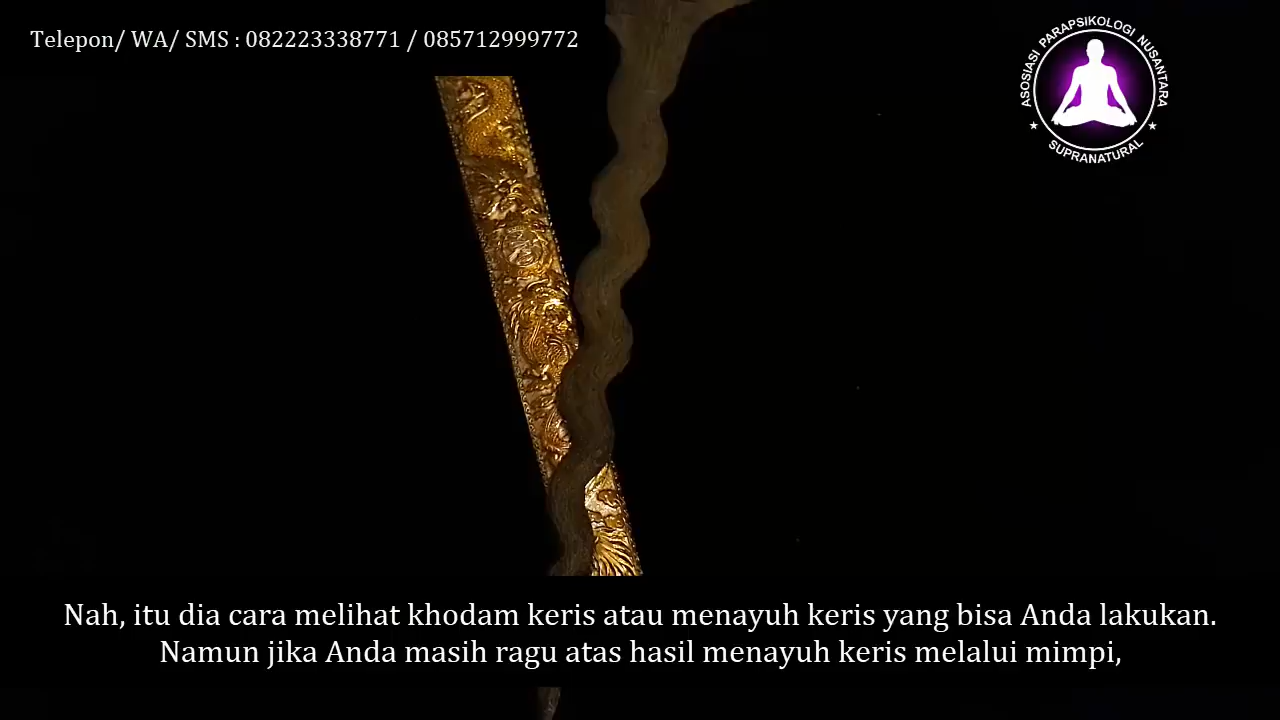 Telepon/ WA/ SMS : 082223338771 / 085712999772
ASOSIASI PARAPSIKOLOGI NUSANTARA
SUPRANATURAL
Nah, itu dia cara melihat khodam keris atau menayuh keris yang bisa Anda lakukan.
Namun jika Anda masih ragu atas hasil menayuh keris melalui mimpi,